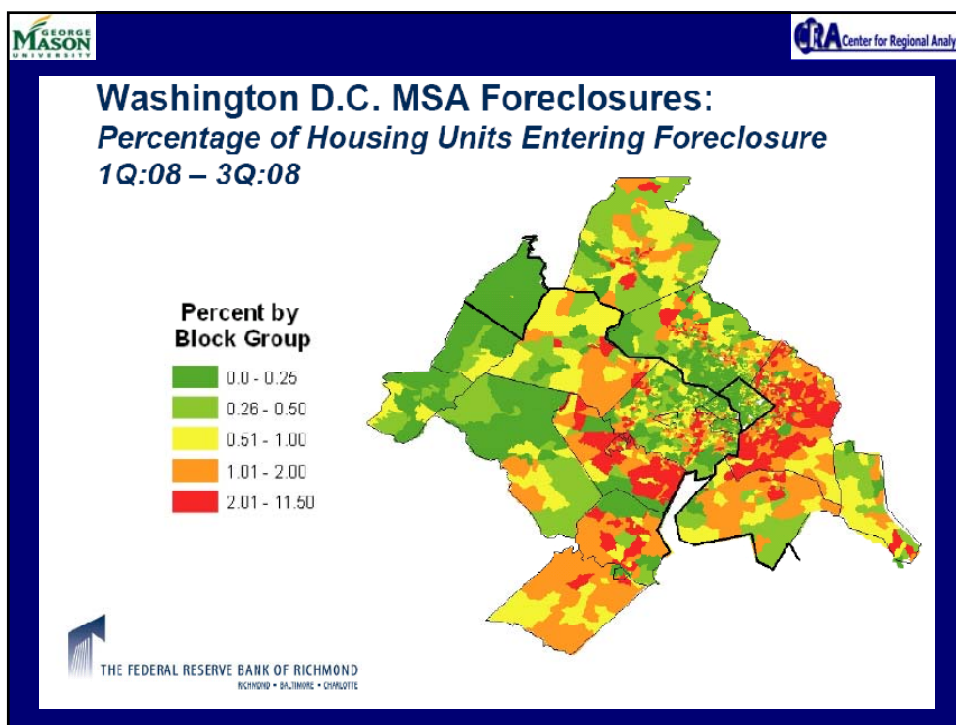 GEORGE
MASON
UNIVERSITY
CRA Center for Regional Analy
Washington D.C. MSA Foreclosures:
Percentage of Housing Units Entering Foreclosure
1Q:08 – 3Q:08
Percent by
Block Group
0.0 - 0.25
0.26 - 0.50
0.51 - 1.00
1.01 - 2.00
2.01 - 11.50
THE FEDERAL RESERVE BANK OF RICHMOND
RICHMOND • BALTIMORE • CHARLOTTE